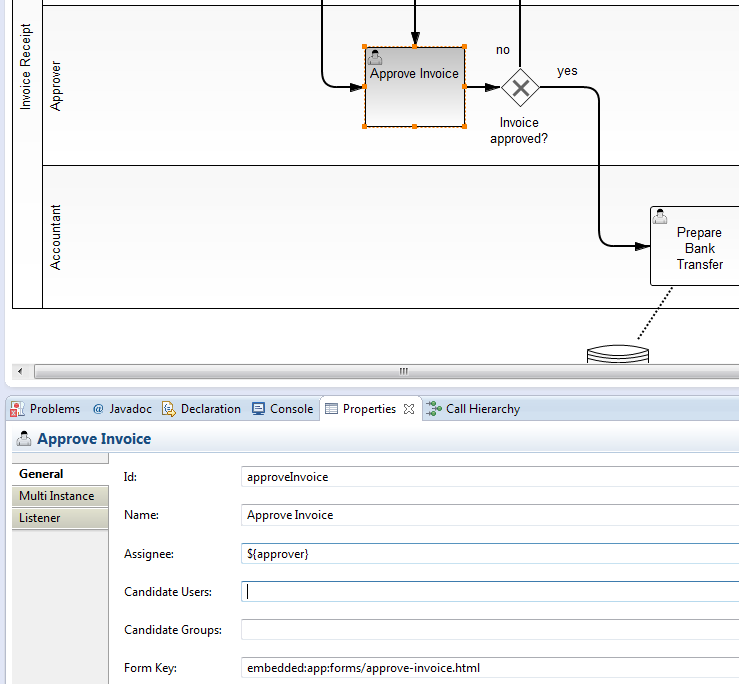 Invoice Receipt
Approver
Approve Invoice
no
yes
Invoice
approved?
Accountant
Prepare
Bank
Transfer
Problems @ Javadoc Declaration Console Properties Call Hierarchy
Approve Invoice
General
Multi Instance
Listener
Id: approveInvoice
Name: Approve Invoice
Assignee: ${approver}
Candidate Users:
Candidate Groups:
Form Key: embedded:app:forms/approve-invoice.html